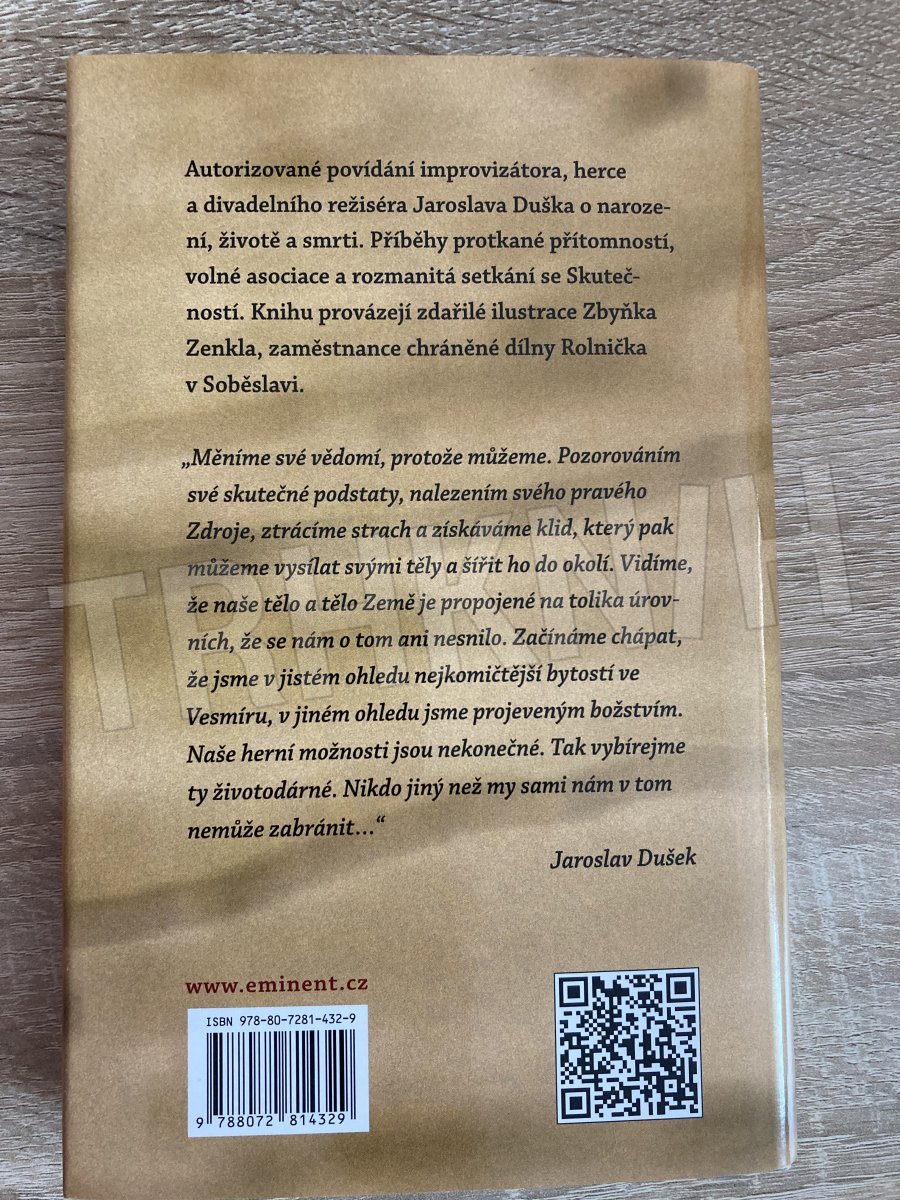 Autorizované povídání improvizátora, herce
a divadelního režiséra Jaroslava Duška o naroze-
ní, životě a smrti. Příběhy protkané přítomností,
volné asociace a rozmanitá setkání se Skuteč-
ností. Knihu provázejí zdařilé ilustrace Zbyňka
Zenkla, zaměstnance chráněné dílny Rolnička
v Soběslavi.
„Měníme své vědomí, protože můžeme. Pozorováním
své skutečné podstaty, nalezením svého pravého
Zdroje, ztrácíme strach a získáváme klid, který pak
můžeme vysílat svými těly a šířit ho do okolí. Vidíme,
že naše tělo a tělo Země je propojené na tolika úrov-
ních, že se nám o tom ani nesnilo. Začínáme chápat,
že jsme v jistém ohledu nejkomičtější bytostí ve
Vesmíru, v jiném ohledu jsme projeveným božstvím.
Naše herní možnosti jsou nekonečné. Tak vybírejme
ty životodárné. Nikdo jiný než my sami nám v tom
nemůže zabránit...“
Jaroslav Dušek
www.eminent.cz
ISBN 978-80-7281-432-9
9 788072 814329
TRHKNIH